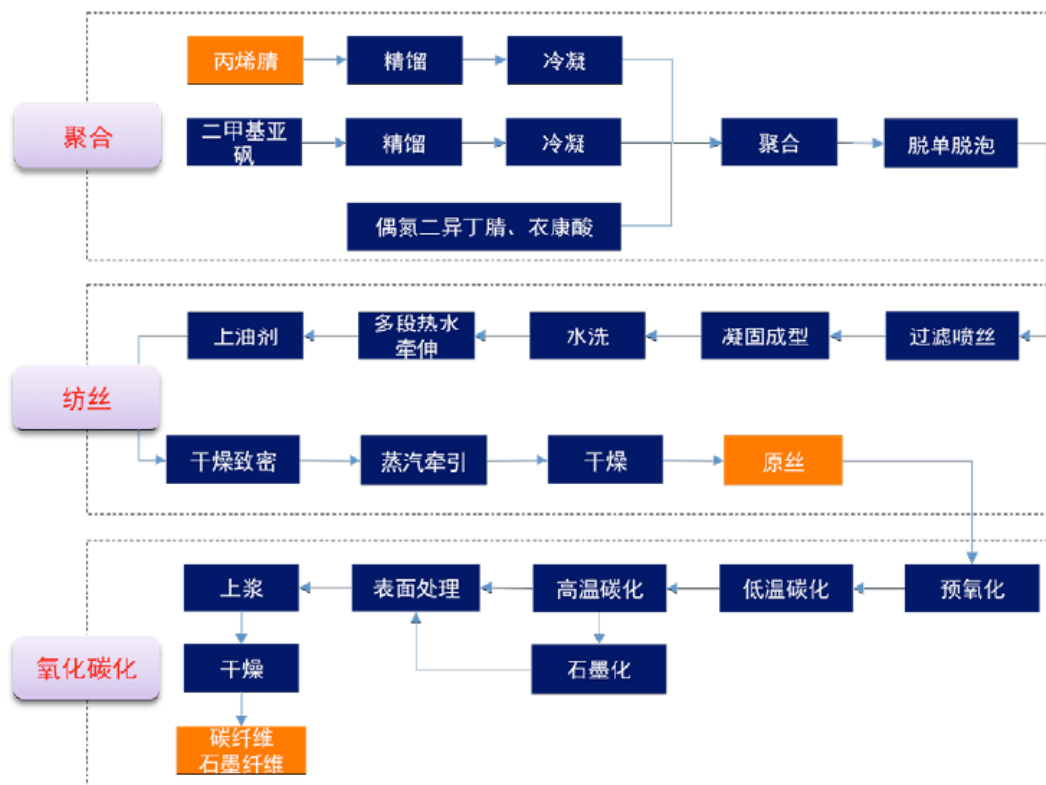 丙烯腈
精馏
冷凝
聚合
二甲基亚
砜
精馏
冷凝
聚合
脱单脱泡
偶氮二异丁腈、衣康酸
上油剂
多段热水
牵伸
水洗
凝固成型
过滤喷丝
纺丝
干燥致密
蒸汽牵引
干燥
原丝
上浆
表面处理
高温碳化
低温碳化
预氧化
氧化碳化
干燥
石墨化
碳纤维
石墨纤维